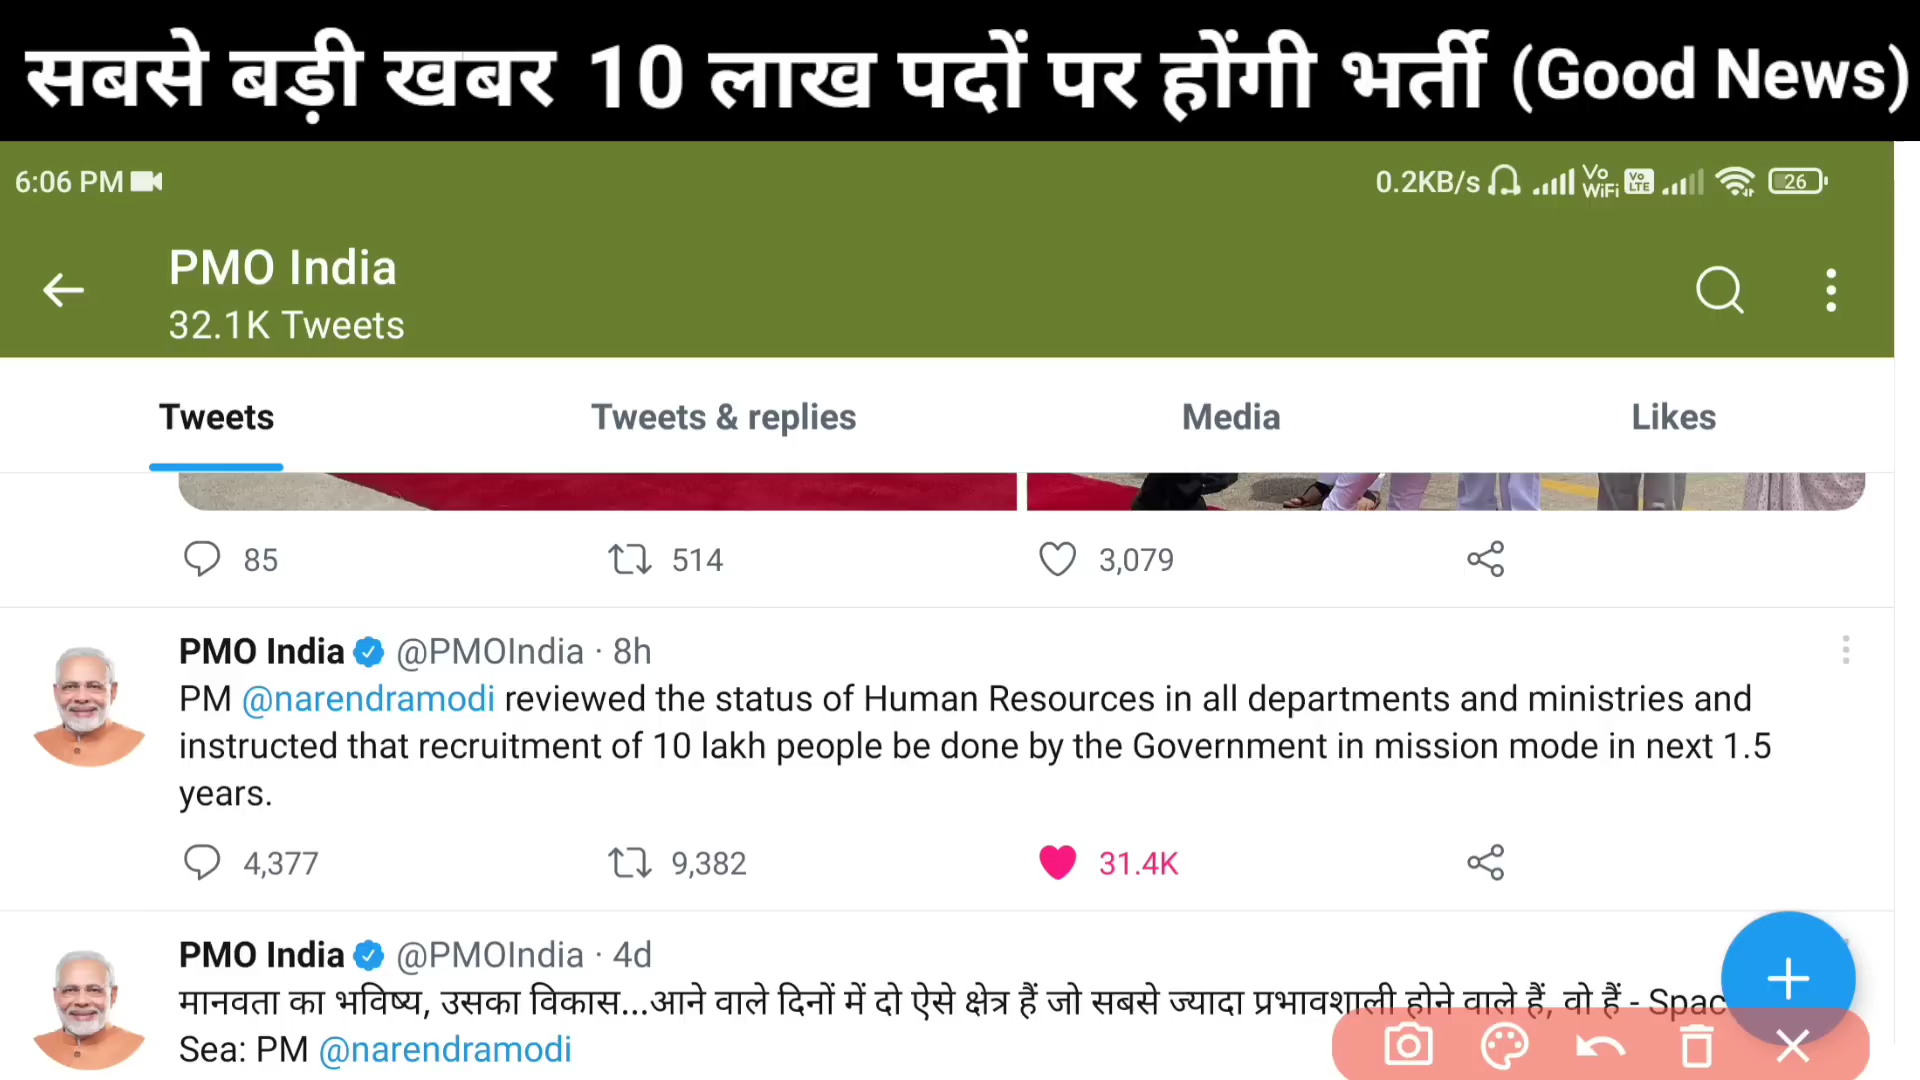 सबसे बड़ी खबर 10 लाख पदों पर होंगी भर्ती (Good News)
6:06 PM 0.2KB/s Vo WiFi Vo LTE 26
PMO India
32.1K Tweets
Tweets Tweets & replies Media Likes
85 514 3,079
PMO India @PMOIndia · 8h
PM @narendramodi reviewed the status of Human Resources in all departments and ministries and
instructed that recruitment of 10 lakh people be done by the Government in mission mode in next 1.5
years.
4,377 9,382 31.4K
PMO India @PMOIndia · 4d
मानवता का भविष्य, उसका विकास...आने वाले दिनों में दो ऐसे क्षेत्र हैं जो सबसे ज्यादा प्रभावशाली होने वाले हैं, वो हैं - Spac
Sea: PM @narendramodi